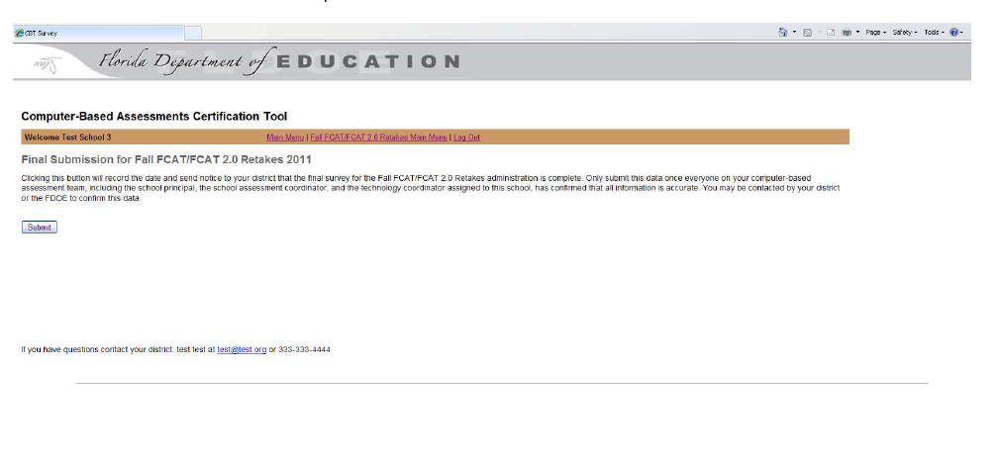 CBT Survey
Page Safety Tools
Florida Department of EDUCATION
Computer-Based Assessments Certification Tool
Welcome Test School 3 Main Menu | Fall FCAT/FCAT 2.0 Retakes Main Menu | Log Out
Final Submission for Fall FCAT/FCAT 2.0 Retakes 2011
Clicking this button will record the date and send notice to your district that the final survey for the Fall FCAT/FCAT 2.0 Retakes administration is complete. Only submit this data once everyone on your computer-based
assessment team, including the school principal, the school assessment coordinator, and the technology coordinator assigned to this school, has confirmed that all information is accurate. You may be contacted by your district
or the FDOE to confirm this data.
Submit
If you have questions contact your district: test test at test@test.org or 333-333-4444